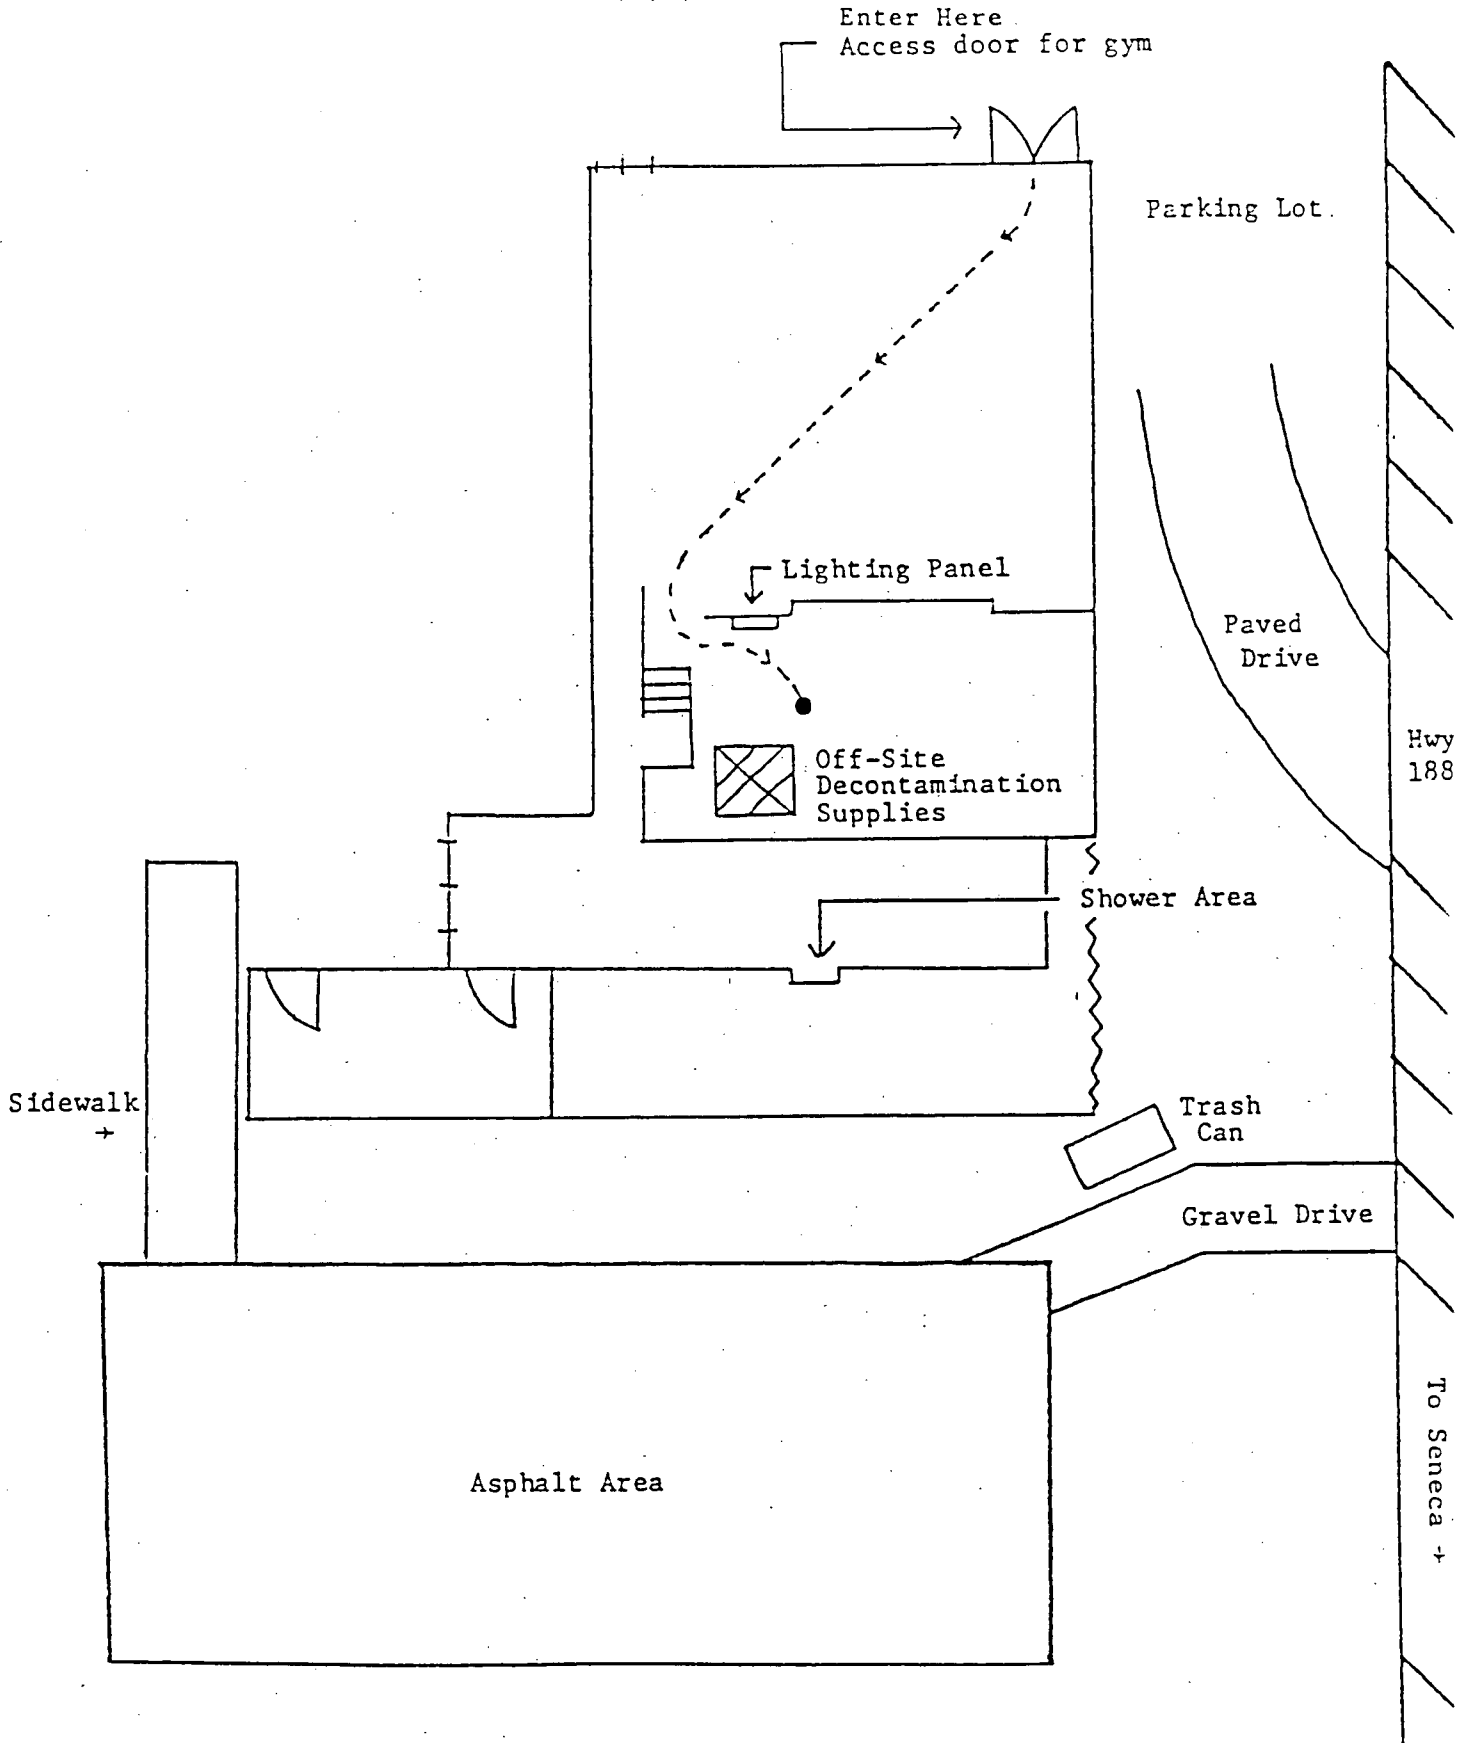 Enter Here
Access door for gym
Parking Lot.
Lighting Panel
Paved
Drive
Hwy
188
Off-Site
Decontamination
Supplies
Shower Area
Sidewalk
→
Trash
Can
Gravel Drive
To Seneca →
Asphalt Area